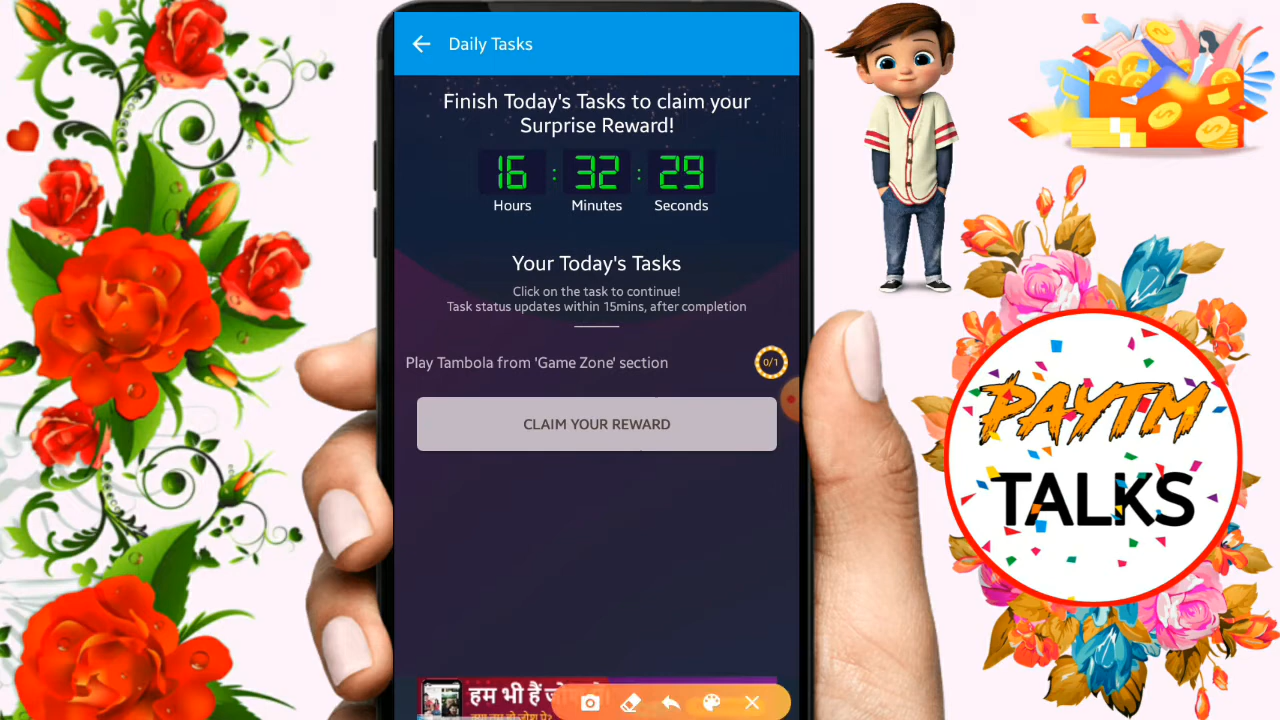 Daily Tasks
Finish Today's Tasks to claim your
Surprise Reward!
16 : 32 : 29
Hours Minutes Seconds
Your Today's Tasks
Click on the task to continue!
Task status updates within 15mins, after completion
Play Tambola from 'Game Zone' section 0/1
CLAIM YOUR REWARD
हम भी हैं
PAYTM
TALKS